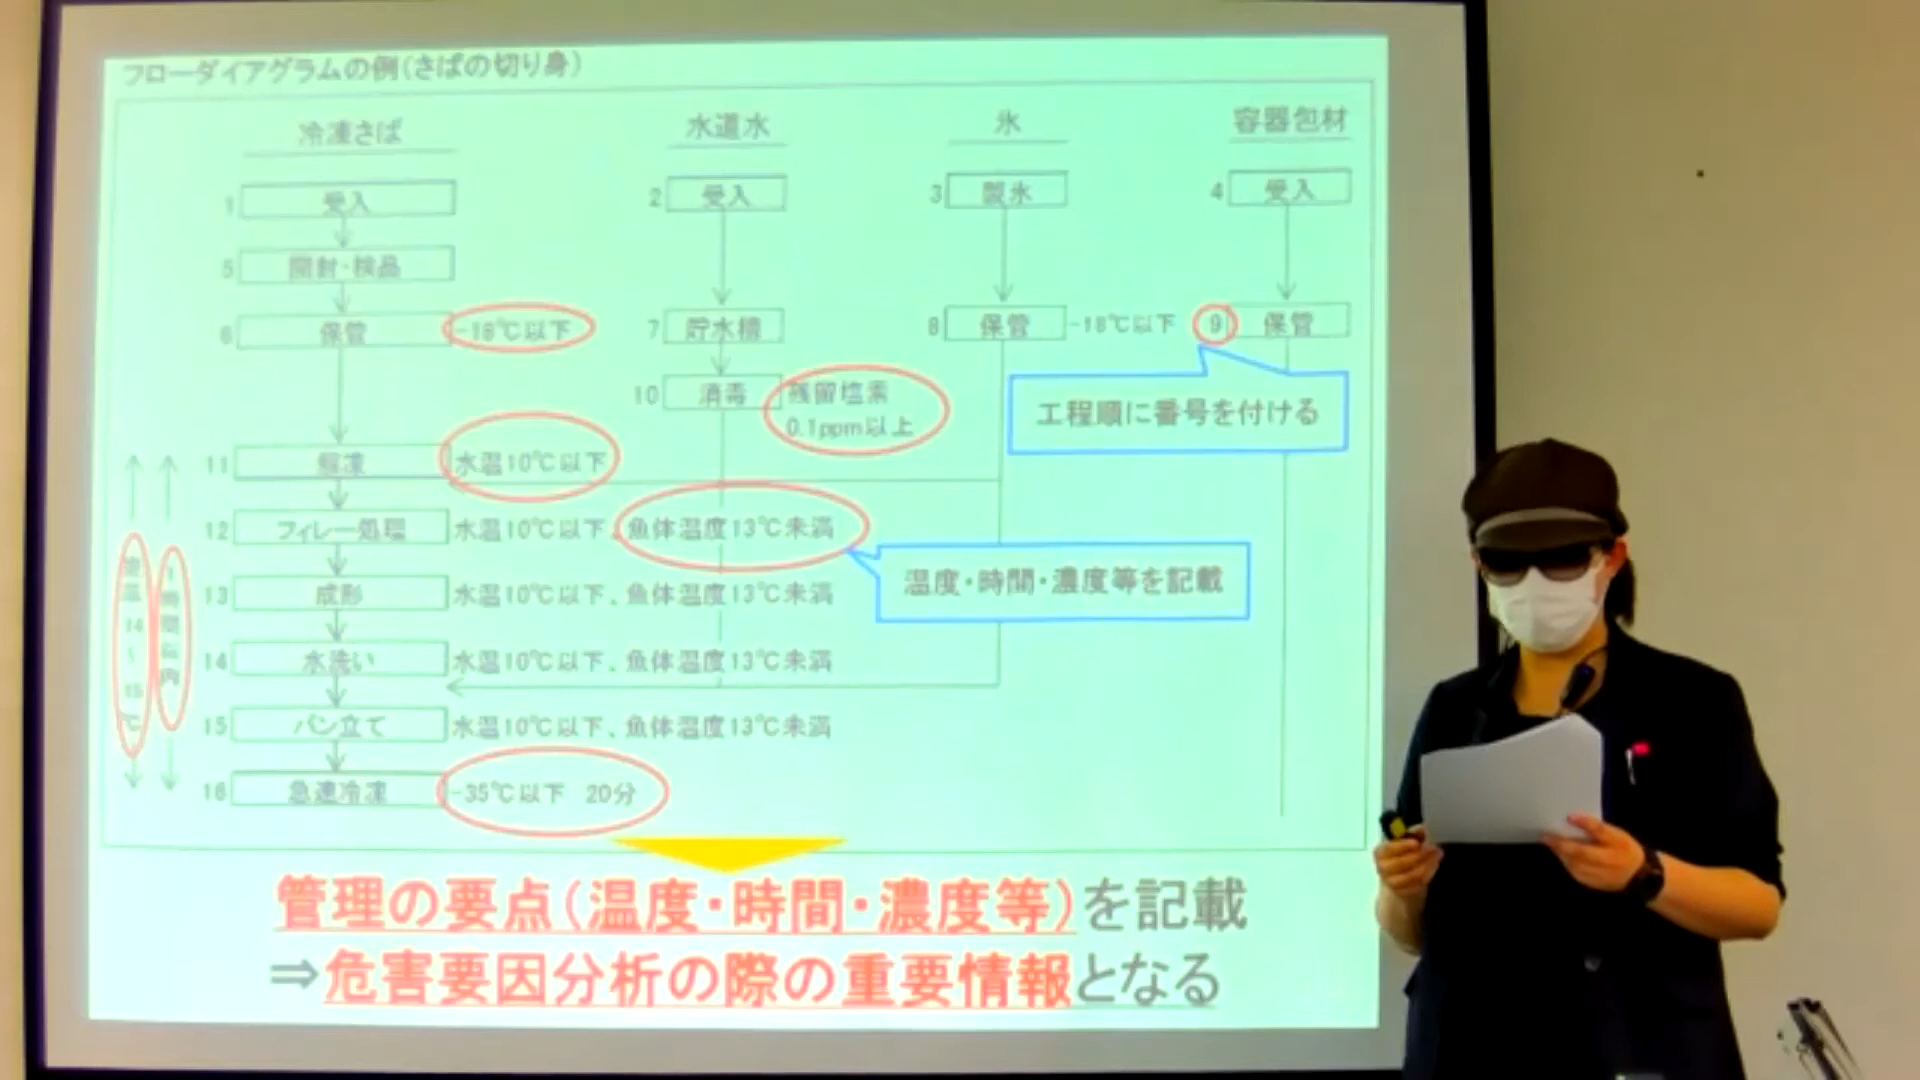 フローダイアグラムの例(さばの切り身)
冷凍さば
水道水
氷
容器包材
1 受入
2 受入
3 製氷
4 受入
5 開封・検品
6 保管 -18℃以下
7 貯水槽
8 保管 -18℃以下
9 保管
10 消毒 残留塩素
0.1ppm以上
工程順に番号を付ける
11 解凍 水温10℃以下
12 フィレー処理 水温10℃以下、魚体温度13℃未満
温度・時間・濃度等を記載
13 成形 水温10℃以下、魚体温度13℃未満
14 水洗い 水温10℃以下、魚体温度13℃未満
15 パン立て 水温10℃以下、魚体温度13℃未満
16 急速冷凍 -35℃以下 20分
室温14~15℃
1時間以内
管理の要点(温度・時間・濃度等)を記載
⇒危害要因分析の際の重要情報となる